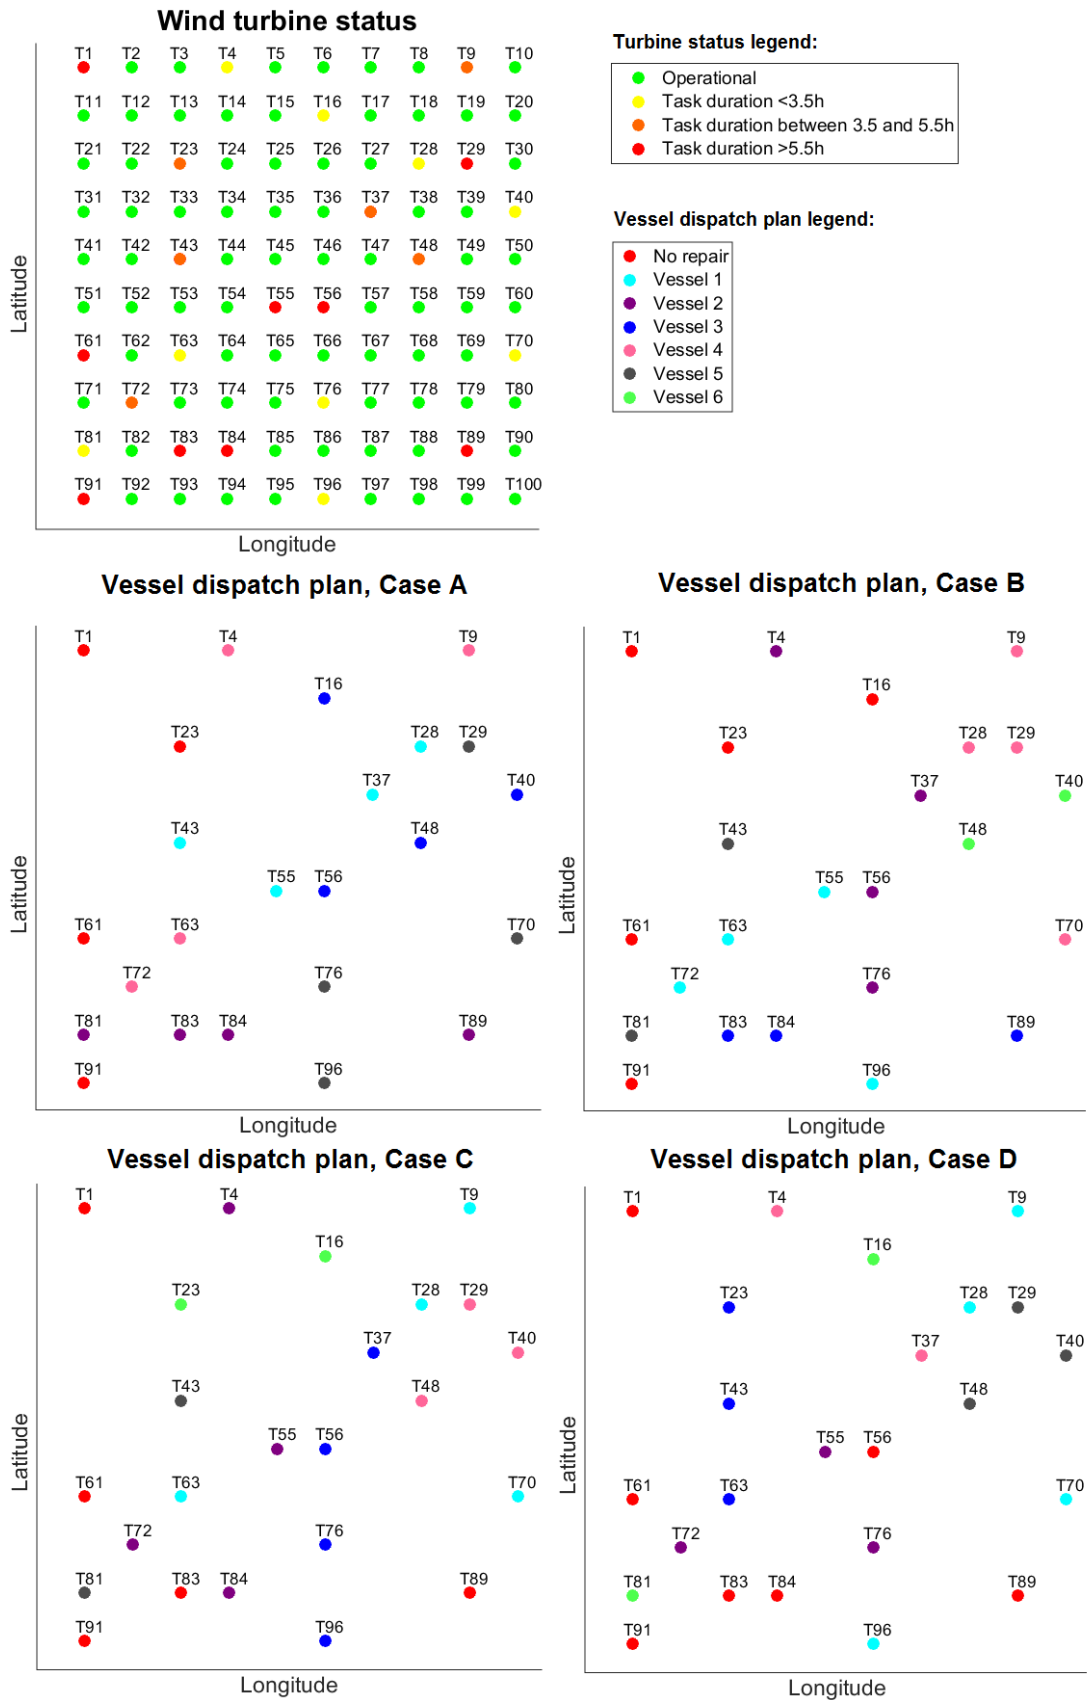 Wind turbine status
T1 T2 T3 T4 T5 T6 T7 T8 T9 T10
T11 T12 T13 T14 T15 T16 T17 T18 T19 T20
T21 T22 T23 T24 T25 T26 T27 T28 T29 T30
T31 T32 T33 T34 T35 T36 T37 T38 T39 T40
T41 T42 T43 T44 T45 T46 T47 T48 T49 T50
T51 T52 T53 T54 T55 T56 T57 T58 T59 T60
T61 T62 T63 T64 T65 T66 T67 T68 T69 T70
T71 T72 T73 T74 T75 T76 T77 T78 T79 T80
T81 T82 T83 T84 T85 T86 T87 T88 T89 T90
T91 T92 T93 T94 T95 T96 T97 T98 T99 T100
Latitude
Longitude
Turbine status legend:
Operational
Task duration <3.5h
Task duration between 3.5 and 5.5h
Task duration >5.5h
Vessel dispatch plan legend:
No repair
Vessel 1
Vessel 2
Vessel 3
Vessel 4
Vessel 5
Vessel 6
Vessel dispatch plan, Case A
T1 T4 T9
T16
T23 T28 T29
T37 T40
T43 T48
T55 T56
T61 T63 T70
T72 T76
T81 T83 T84 T89
T91 T96
Latitude
Longitude
Vessel dispatch plan, Case B
T1 T4 T9
T16
T23 T28 T29
T37 T40
T43 T48
T55 T56
T61 T63 T70
T72 T76
T81 T83 T84 T89
T91 T96
Latitude
Longitude
Vessel dispatch plan, Case C
T1 T4 T9
T16
T23 T28 T29
T37 T40
T43 T48
T55 T56
T61 T63 T70
T72 T76
T81 T83 T84 T89
T91 T96
Latitude
Longitude
Vessel dispatch plan, Case D
T1 T4 T9
T16
T23 T28 T29
T37 T40
T43 T48
T55 T56
T61 T63 T70
T72 T76
T81 T83 T84 T89
T91 T96
Latitude
Longitude